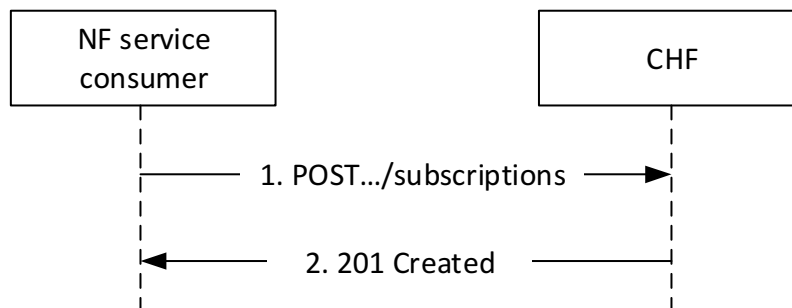 NF service
consumer
CHF
1. POST.../subscriptions
2. 201 Created